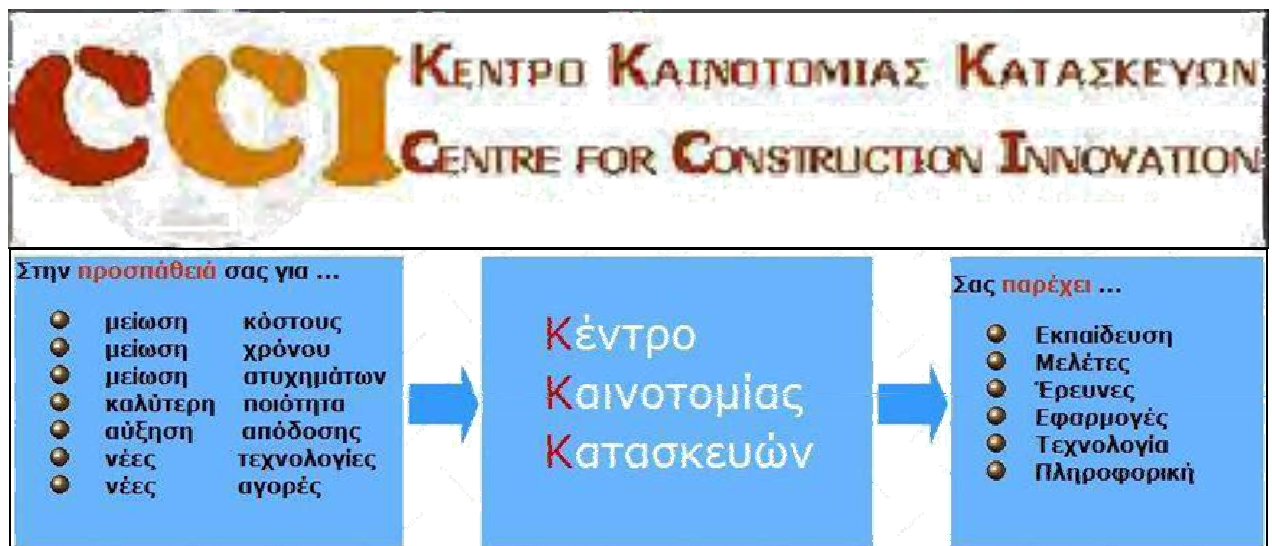 CCI
ΚΕΝΤΡΟ ΚΑΙΝΟΤΟΜΙΑΣ ΚΑΤΑΣΚΕΥΩΝ
CENTRE FOR CONSTRUCTION INNOVATION
Στην προσπάθειά σας για ...
μείωση κόστους
μείωση χρόνου
μείωση ατυχημάτων
καλύτερη ποιότητα
αύξηση απόδοσης
νέες τεχνολογίες
νέες αγορές
Κέντρο
Καινοτομίας
Κατασκευών
Σας παρέχει ...
Εκπαίδευση
Μελέτες
Έρευνες
Εφαρμογές
Τεχνολογία
Πληροφορική